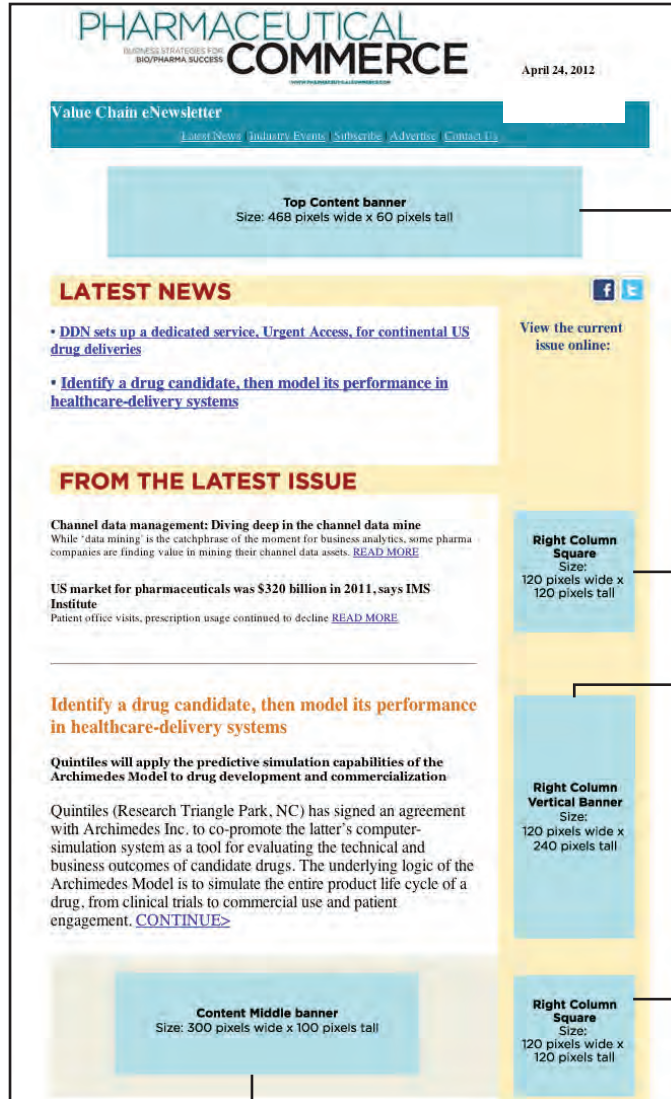 PHARMACEUTICAL
BUSINESS STRATEGIES FOR
BIO/PHARMA SUCCESS
COMMERCE
WWW.PHARMACEUTICALCOMMERCE.COM
April 24, 2012
Value Chain eNewsletter
Latest News | Industry Events | Subscribe | Advertise | Contact Us
Top Content banner
Size: 468 pixels wide x 60 pixels tall
LATEST NEWS
f t
• DDN sets up a dedicated service, Urgent Access, for continental US
drug deliveries
• Identify a drug candidate, then model its performance in
healthcare-delivery systems
View the current
issue online:
FROM THE LATEST ISSUE
Channel data management: Diving deep in the channel data mine
While ‘data mining’ is the catchphrase of the moment for business analytics, some pharma
companies are finding value in mining their channel data assets. READ MORE
US market for pharmaceuticals was $320 billion in 2011, says IMS
Institute
Patient office visits, prescription usage continued to decline READ MORE
Right Column
Square
Size:
120 pixels wide x
120 pixels tall
Identify a drug candidate, then model its performance
in healthcare-delivery systems
Quintiles will apply the predictive simulation capabilities of the
Archimedes Model to drug development and commercialization
Quintiles (Research Triangle Park, NC) has signed an agreement
with Archimedes Inc. to co-promote the latter’s computer-
simulation system as a tool for evaluating the technical and
business outcomes of candidate drugs. The underlying logic of the
Archimedes Model is to simulate the entire product life cycle of a
drug, from clinical trials to commercial use and patient
engagement. CONTINUE>
Right Column
Vertical Banner
Size:
120 pixels wide x
240 pixels tall
Content Middle banner
Size: 300 pixels wide x 100 pixels tall
Right Column
Square
Size:
120 pixels wide x
120 pixels tall